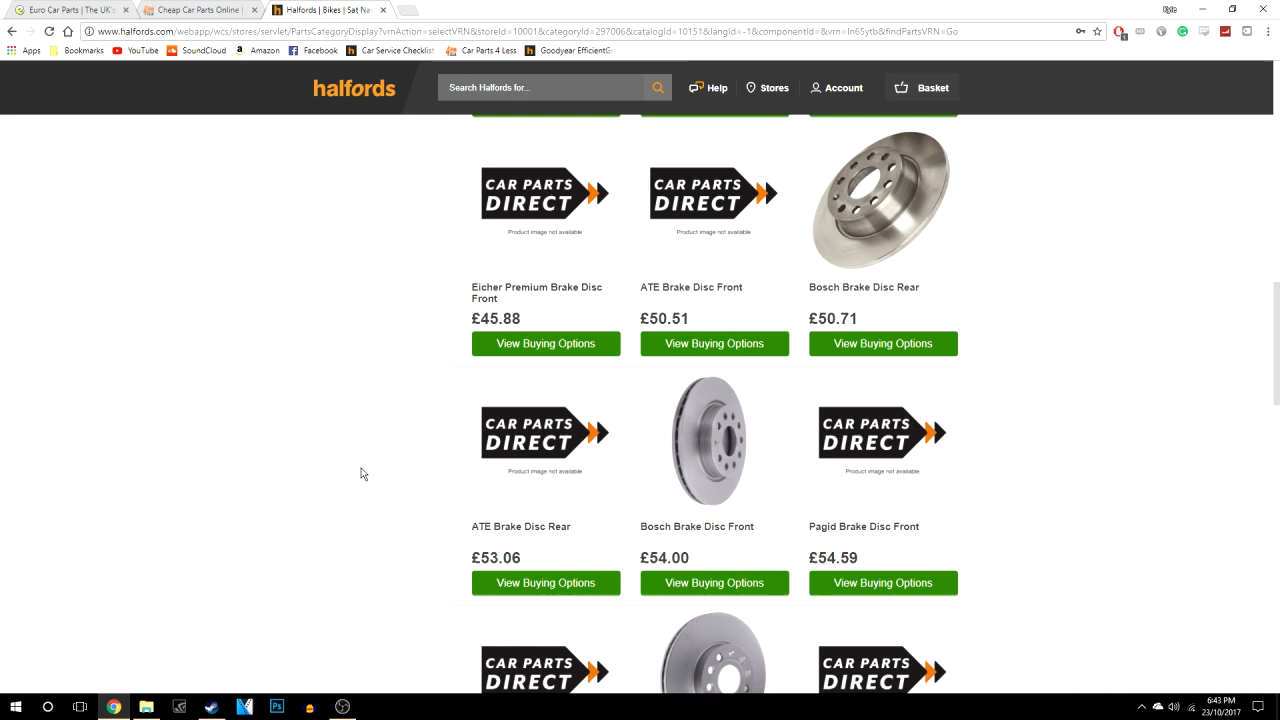 Euro Car Parts | The UK's
Cheap Car Parts Online |
Halfords | Bikes | Sat Nav
Kyle
www.halfords.com/webapp/wcs/stores/servlet/PartsCategoryDisplay?vrnAction=selectVRN&storeId=10001&categoryId=297006&catalogId=10151&langId=-1&componentId=&vrn=ln65ytb&findPartsVRN=Go
Apps
Bookmarks
YouTube
SoundCloud
Amazon
Facebook
Car Service Checklist
Car Parts 4 Less
Goodyear EfficientGr
halfords
Search Halfords for...
Help
Stores
Account
Basket
CAR PARTS
DIRECT
Product image not available
CAR PARTS
DIRECT
Product image not available
Eicher Premium Brake Disc
Front
£45.88
View Buying Options
ATE Brake Disc Front
£50.51
View Buying Options
Bosch Brake Disc Rear
£50.71
View Buying Options
CAR PARTS
DIRECT
Product image not available
CAR PARTS
DIRECT
Product image not available
ATE Brake Disc Rear
£53.06
View Buying Options
Bosch Brake Disc Front
£54.00
View Buying Options
Pagid Brake Disc Front
£54.59
View Buying Options
CAR PARTS
DIRECT
CAR PARTS
DIRECT
6:43 PM
23/10/2017